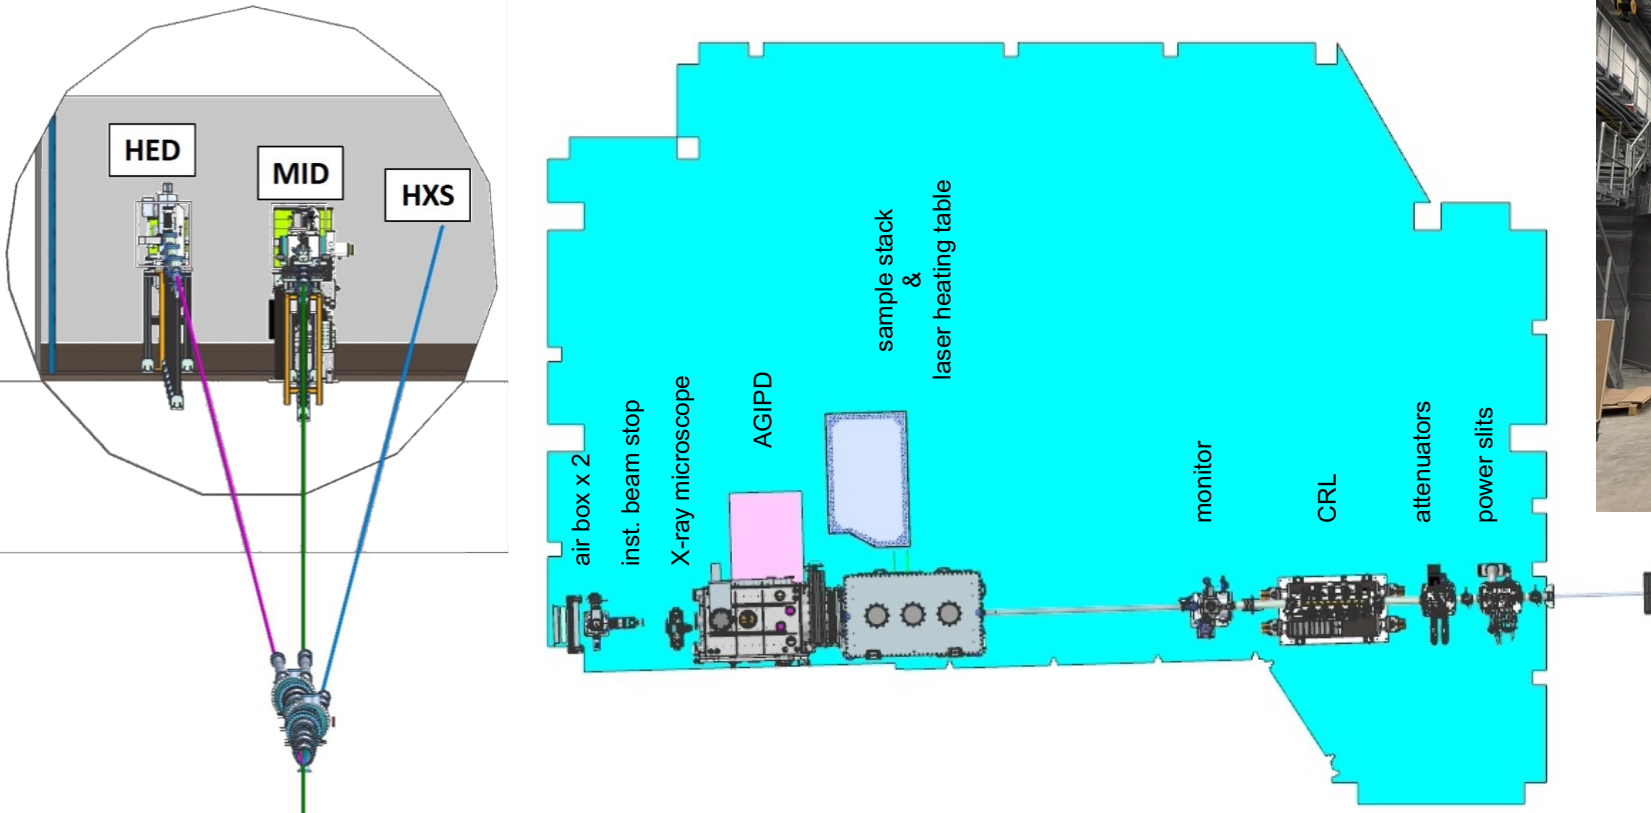 HED
MID
HXS
air box x 2
inst. beam stop
X-ray microscope
AGIPD
sample stack
&
laser heating table
monitor
CRL
attenuators
power slits